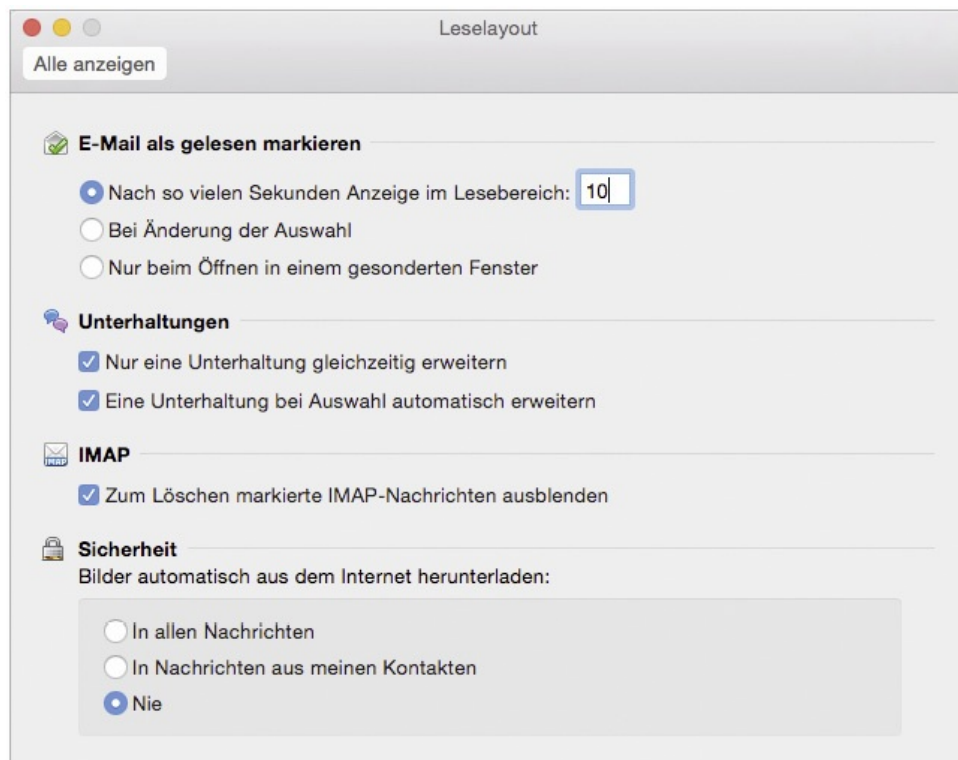 Leselayout
Alle anzeigen
E-Mail als gelesen markieren
Nach so vielen Sekunden Anzeige im Lesebereich: 10
Bei Änderung der Auswahl
Nur beim Öffnen in einem gesonderten Fenster
Unterhaltungen
Nur eine Unterhaltung gleichzeitig erweitern
Eine Unterhaltung bei Auswahl automatisch erweitern
IMAP
Zum Löschen markierte IMAP-Nachrichten ausblenden
Sicherheit
Bilder automatisch aus dem Internet herunterladen:
In allen Nachrichten
In Nachrichten aus meinen Kontakten
Nie